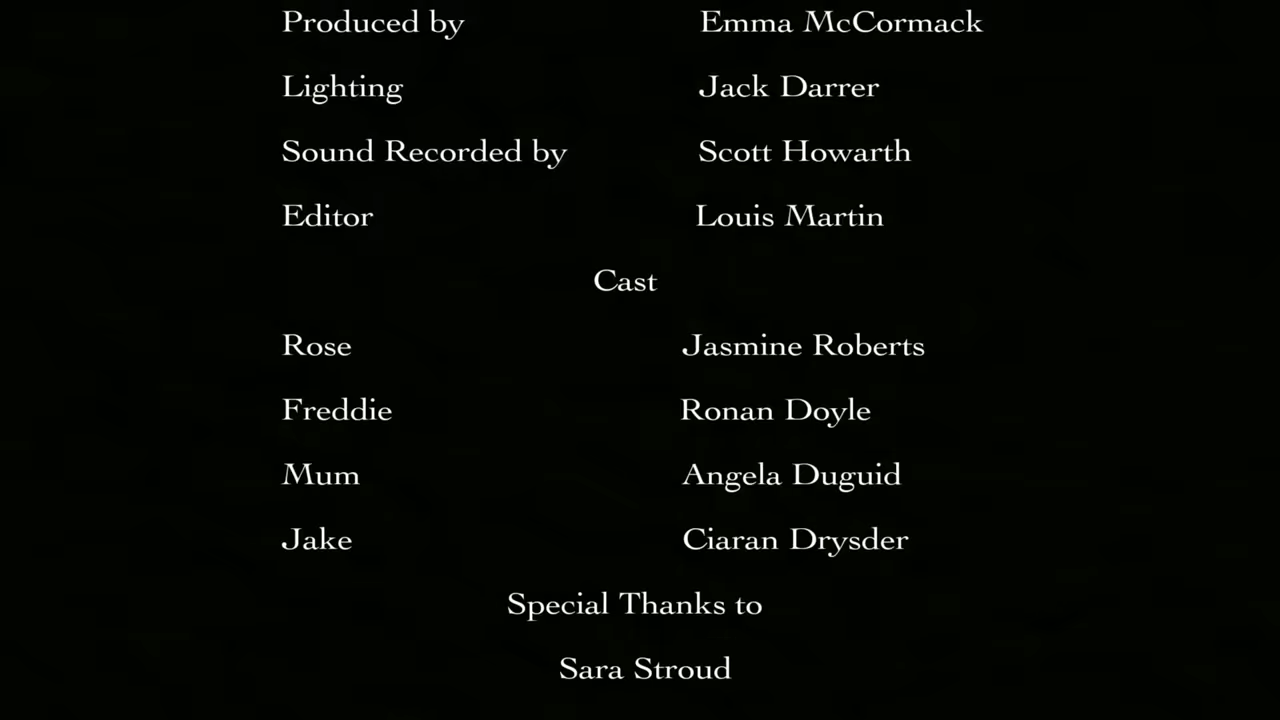 Produced by Emma McCormack
Lighting Jack Darrer
Sound Recorded by Scott Howarth
Editor Louis Martin
Cast
Rose Jasmine Roberts
Freddie Ronan Doyle
Mum Angela Duguid
Jake Ciaran Drysder
Special Thanks to
Sara Stroud